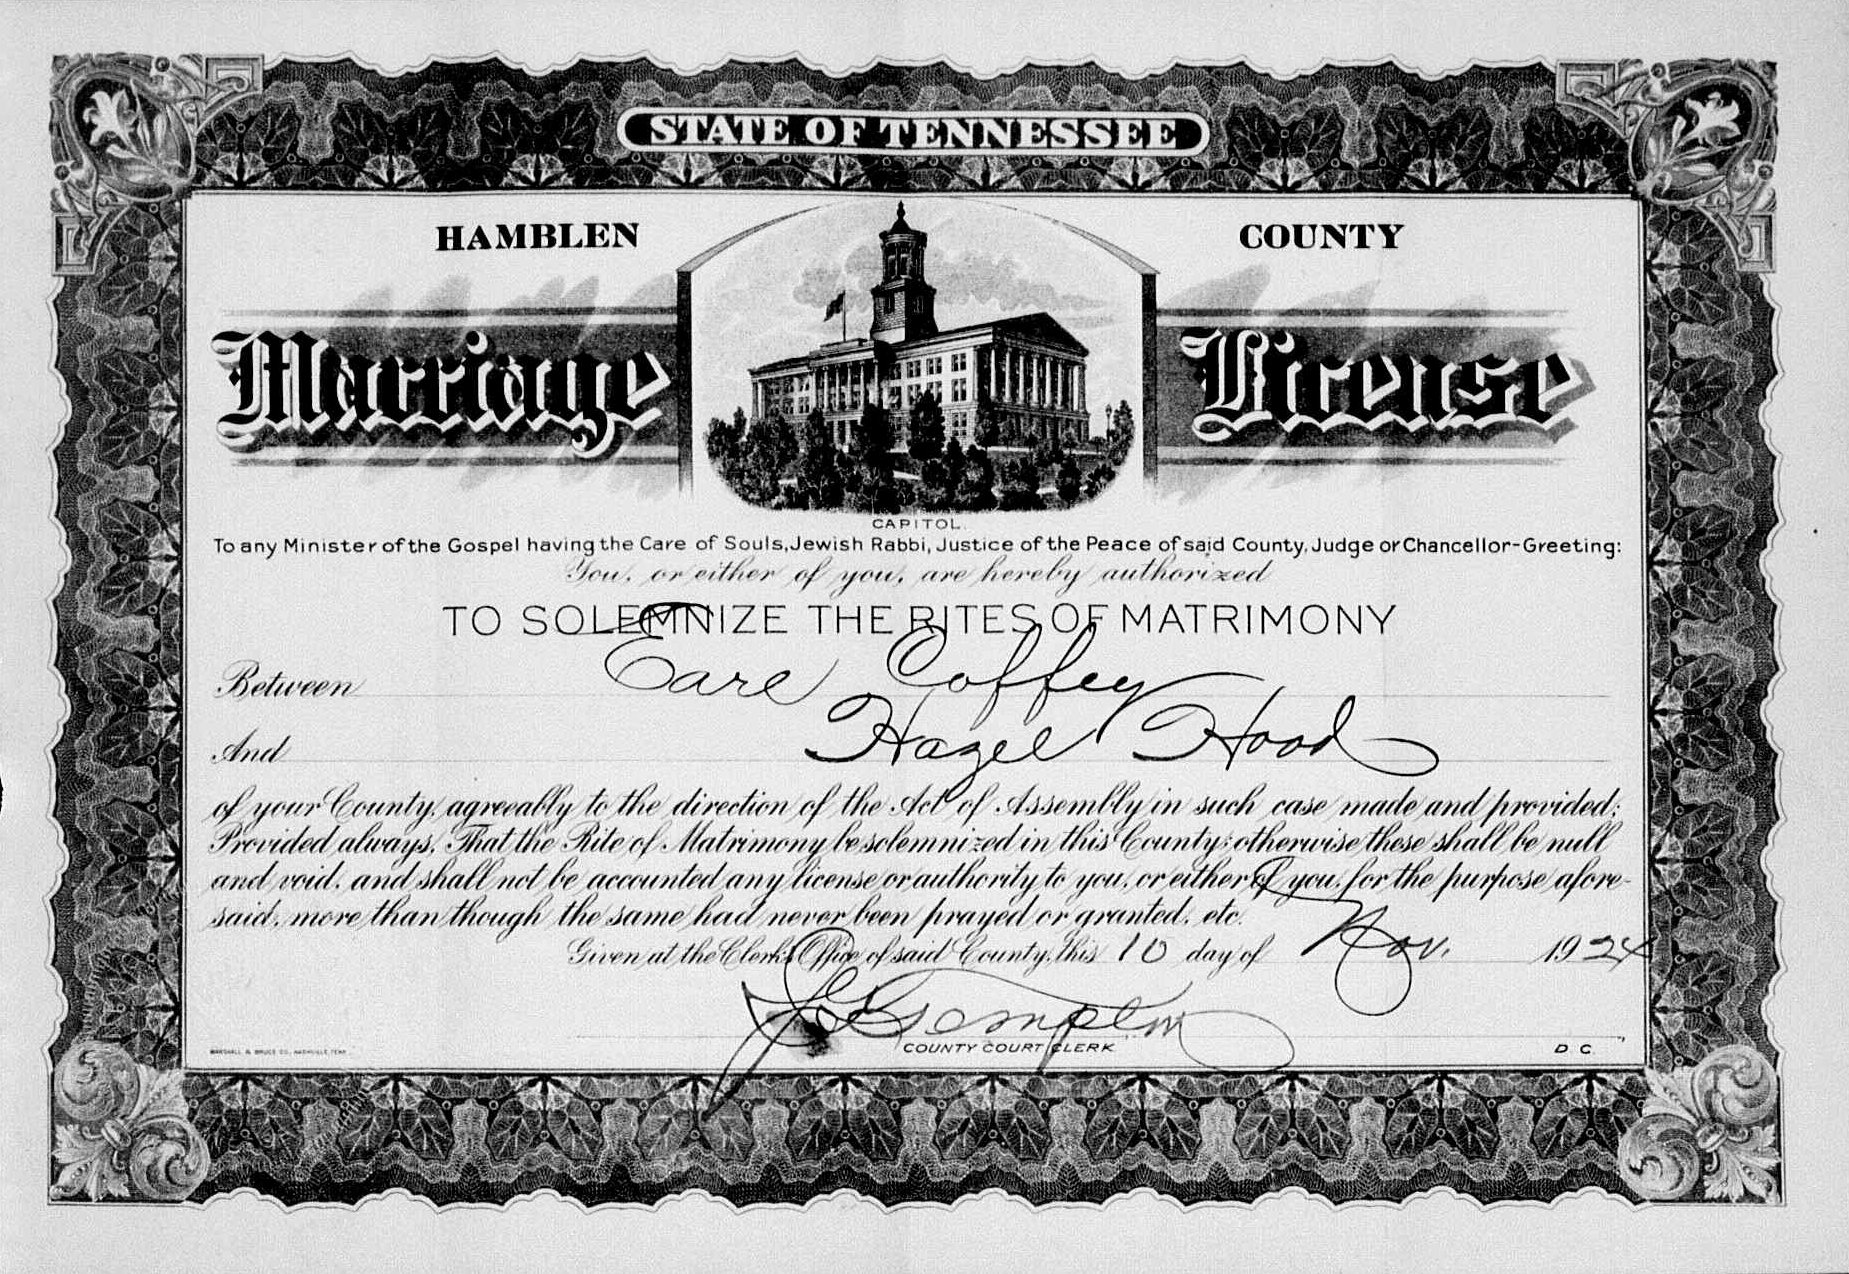 STATE OF TENNESSEE
HAMBLEN COUNTY
Marriage License
CAPITOL.
To any Minister of the Gospel having the Care of Souls, Jewish Rabbi, Justice of the Peace of said County, Judge or Chancellor-Greeting:
You, or either of you, are hereby authorized
TO SOLEMNIZE THE RITES OF MATRIMONY
Between Earl Coffey
And Hazel Hood
of your County, agreeably to the direction of the Act of Assembly in such case made and provided;
Provided always, That the Rite of Matrimony be solemnized in this County; otherwise these shall be null
and void, and shall not be accounted any license or authority to you, or either of you, for the purpose afore-
said, more than though the same had never been prayed or granted, etc.
Given at the Clerk's Office of said County, this 10 day of Nov. 1924
COUNTY COURT CLERK
D C
MARSHALL & BRUCE CO., NASHVILLE, TENN.